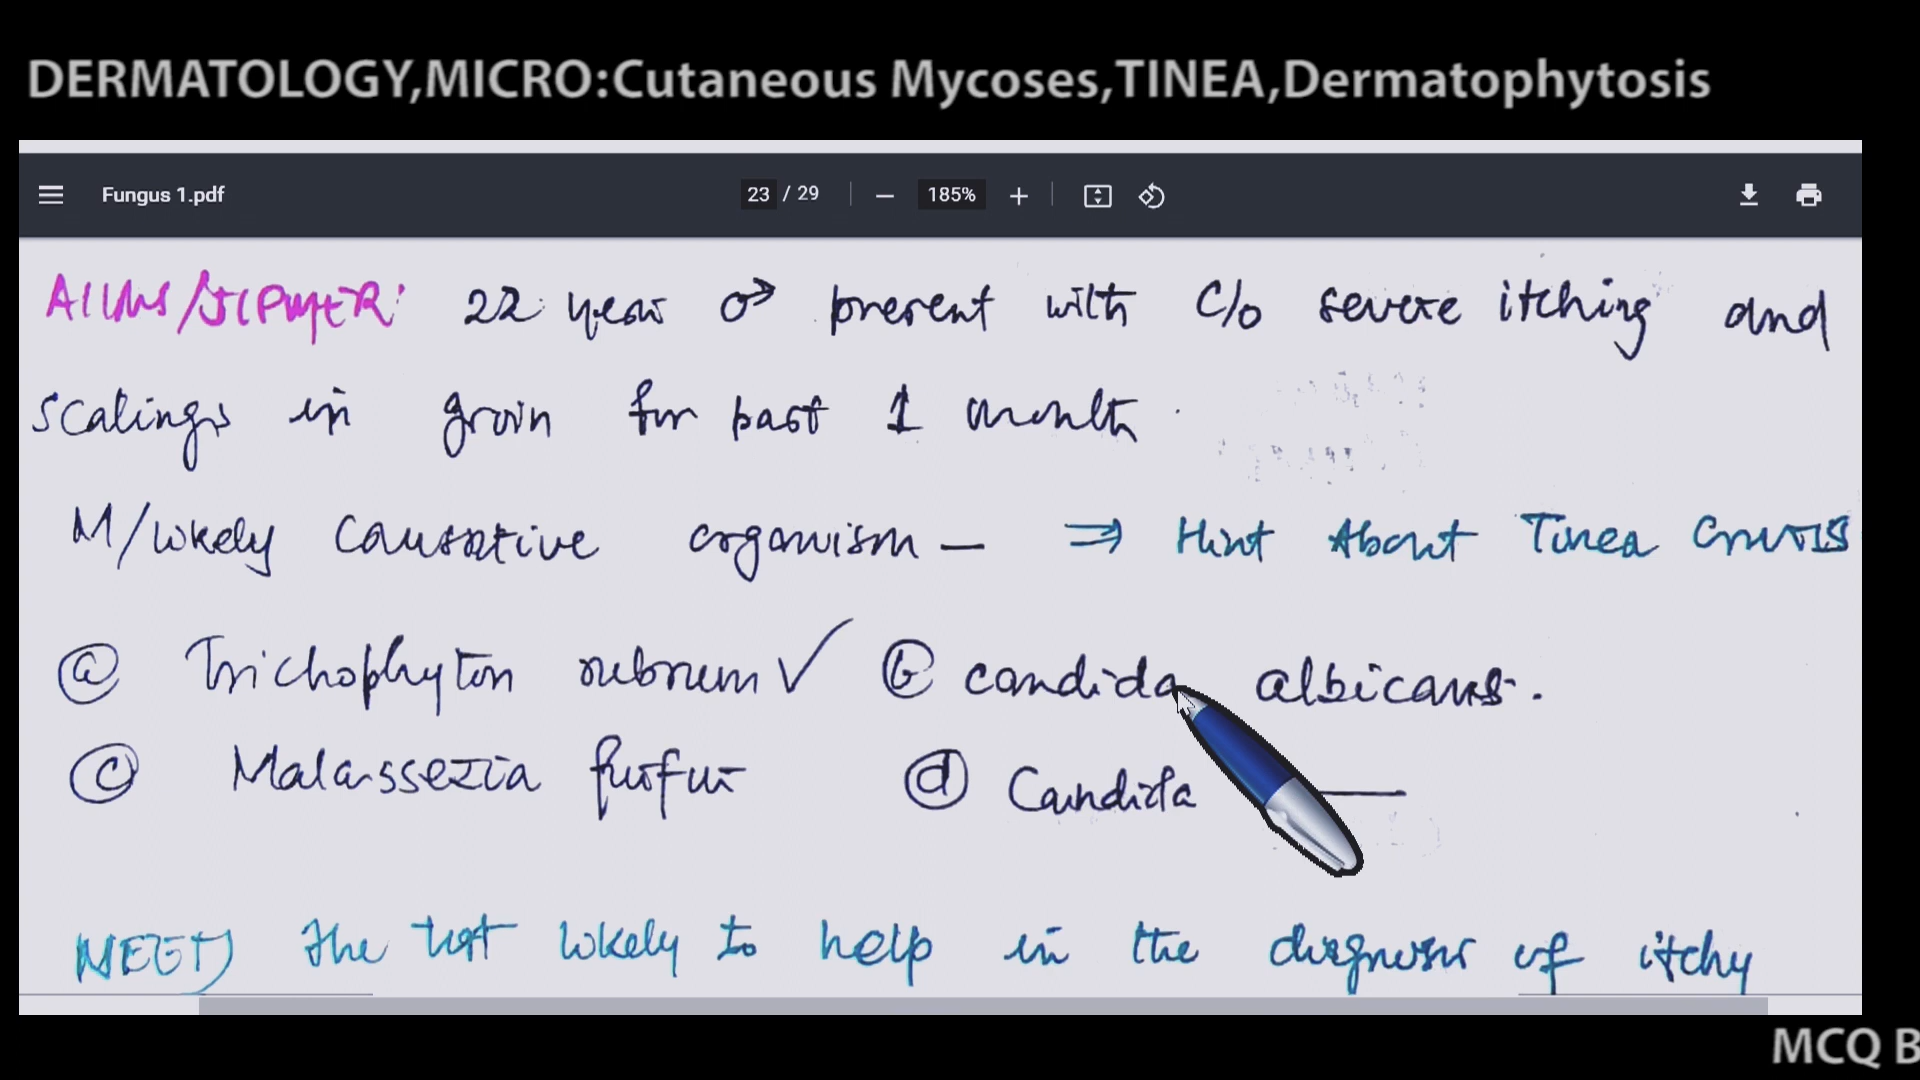 DERMATOLOGY,MICRO:Cutaneous Mycoses,TINEA,Dermatophytosis
Fungus 1.pdf
23 / 29
185%
AIIMS/JIPMER: 22 year ♂ present with C/o severe itching and
scalings in groin for past 1 month.
M/likely causative organism — ⇒ Hint About Tinea Cruris
ⓐ Trichophyton rubrum ✓ ⓑ candida albicans.
ⓒ Malassezia furfur ⓓ Candida
NEET) The test likely to help in the diagnosis of itchy
MCQ B